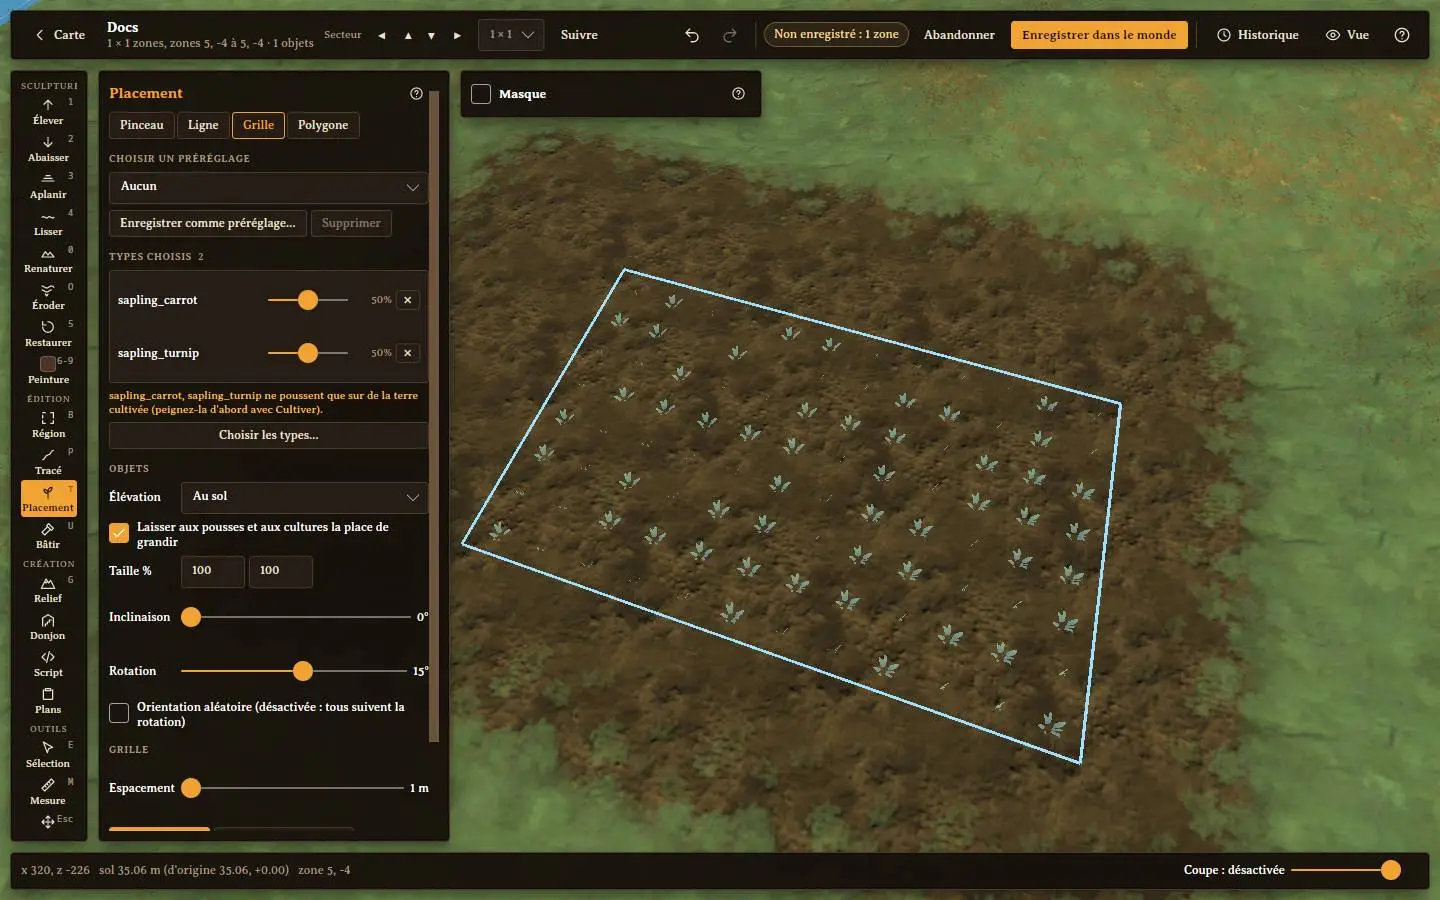 Carte
Docs
1 × 1 zones, zones 5, -4 à 5, -4 · 1 objets
Secteur
1×1
Suivre
Non enregistré : 1 zone
Abandonner
Enregistrer dans le monde
Historique
Vue
SCULPTURE
1
Élever
2
Abaisser
3
Aplanir
4
Lisser
0
Renaturer
O
Éroder
5
Restaurer
6-9
Peinture
ÉDITION
B
Région
P
Tracé
T
Placement
U
Bâtir
CRÉATION
G
Relief
Donjon
Script
Plans
OUTILS
E
Sélection
M
Mesure
Esc
Placement
Pinceau
Ligne
Grille
Polygone
CHOISIR UN PRÉRÉGLAGE
Aucun
Enregistrer comme préréglage...
Supprimer
TYPES CHOISIS 2
sapling_carrot
50%
sapling_turnip
50%
sapling_carrot, sapling_turnip ne poussent que sur de la terre
cultivée (peignez-la d'abord avec Cultiver).
Choisir les types...
OBJETS
Élévation
Au sol
Laisser aux pousses et aux cultures la place de
grandir
Taille %
100
100
Inclinaison
0°
Rotation
15°
Orientation aléatoire (désactivée : tous suivent la
rotation)
GRILLE
Espacement
1 m
Masque
x 320, z -226 sol 35.06 m (d'origine 35.06, +0.00) zone 5, -4
Coupe : désactivée